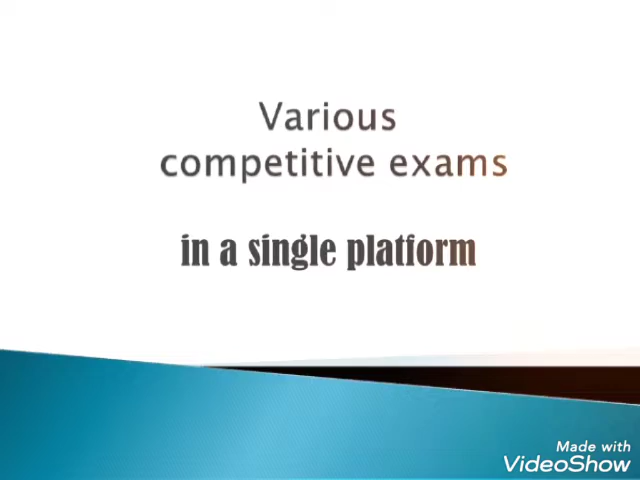 Various
competitive exams
in a single platform
Made with
VideoShow